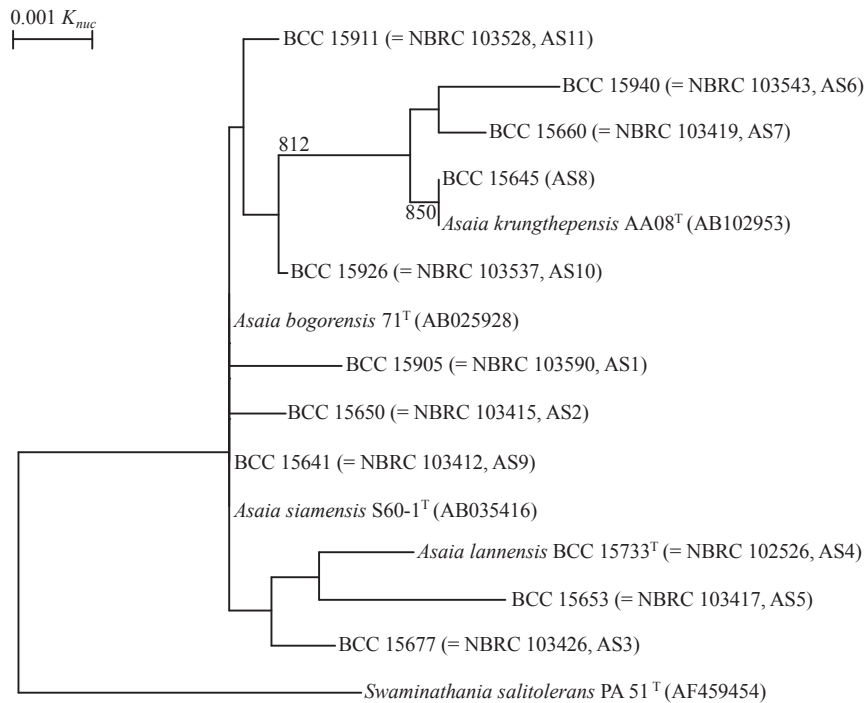 0.001 Knuc
BCC 15911 (= NBRC 103528, AS11)
BCC 15940 (= NBRC 103543, AS6)
BCC 15660 (= NBRC 103419, AS7)
812
BCC 15645 (AS8)
850
Asaia krungthepensis AA08ᵀ (AB102953)
BCC 15926 (= NBRC 103537, AS10)
Asaia bogorensis 71ᵀ (AB025928)
BCC 15905 (= NBRC 103590, AS1)
BCC 15650 (= NBRC 103415, AS2)
BCC 15641 (= NBRC 103412, AS9)
Asaia siamensis S60-1ᵀ (AB035416)
Asaia lannensis BCC 15733ᵀ (= NBRC 102526, AS4)
BCC 15653 (= NBRC 103417, AS5)
BCC 15677 (= NBRC 103426, AS3)
Swaminathania salitolerans PA 51ᵀ (AF459454)